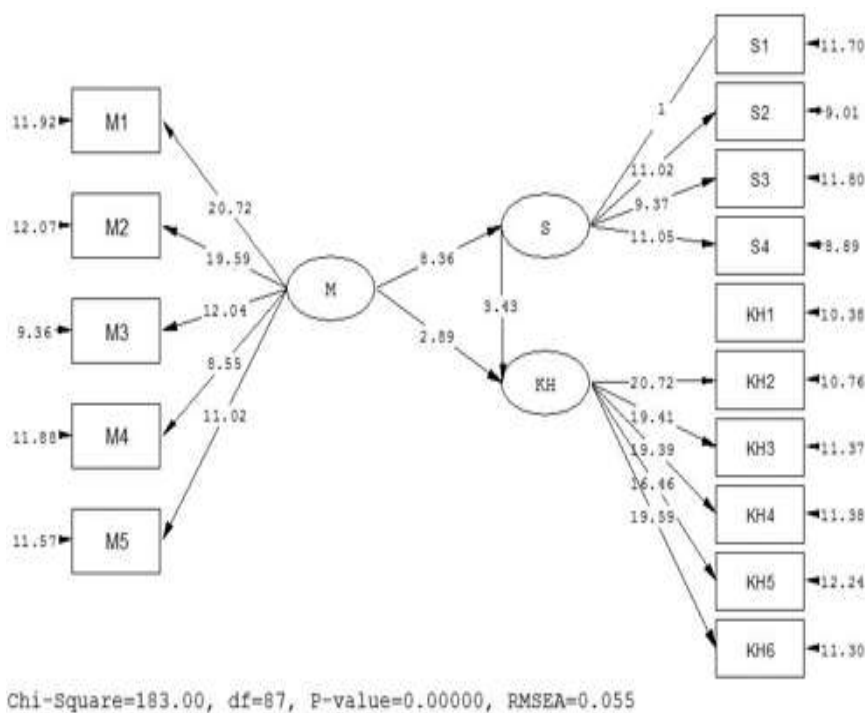 S1
11.70
M1
11.92
S2
9.01
1
11.02
S3
11.80
9.37
20.72
M2
12.07
S
11.05
S4
8.89
19.59
8.36
M
12.04
KH1
10.38
M3
9.36
3.43
2.89
8.55
KH
20.72
KH2
10.76
11.02
19.41
M4
11.88
KH3
11.37
19.39
16.46
19.59
KH4
11.38
M5
11.57
KH5
12.24
KH6
11.30
Chi-Square=183.00, df=87, P-value=0.00000, RMSEA=0.055